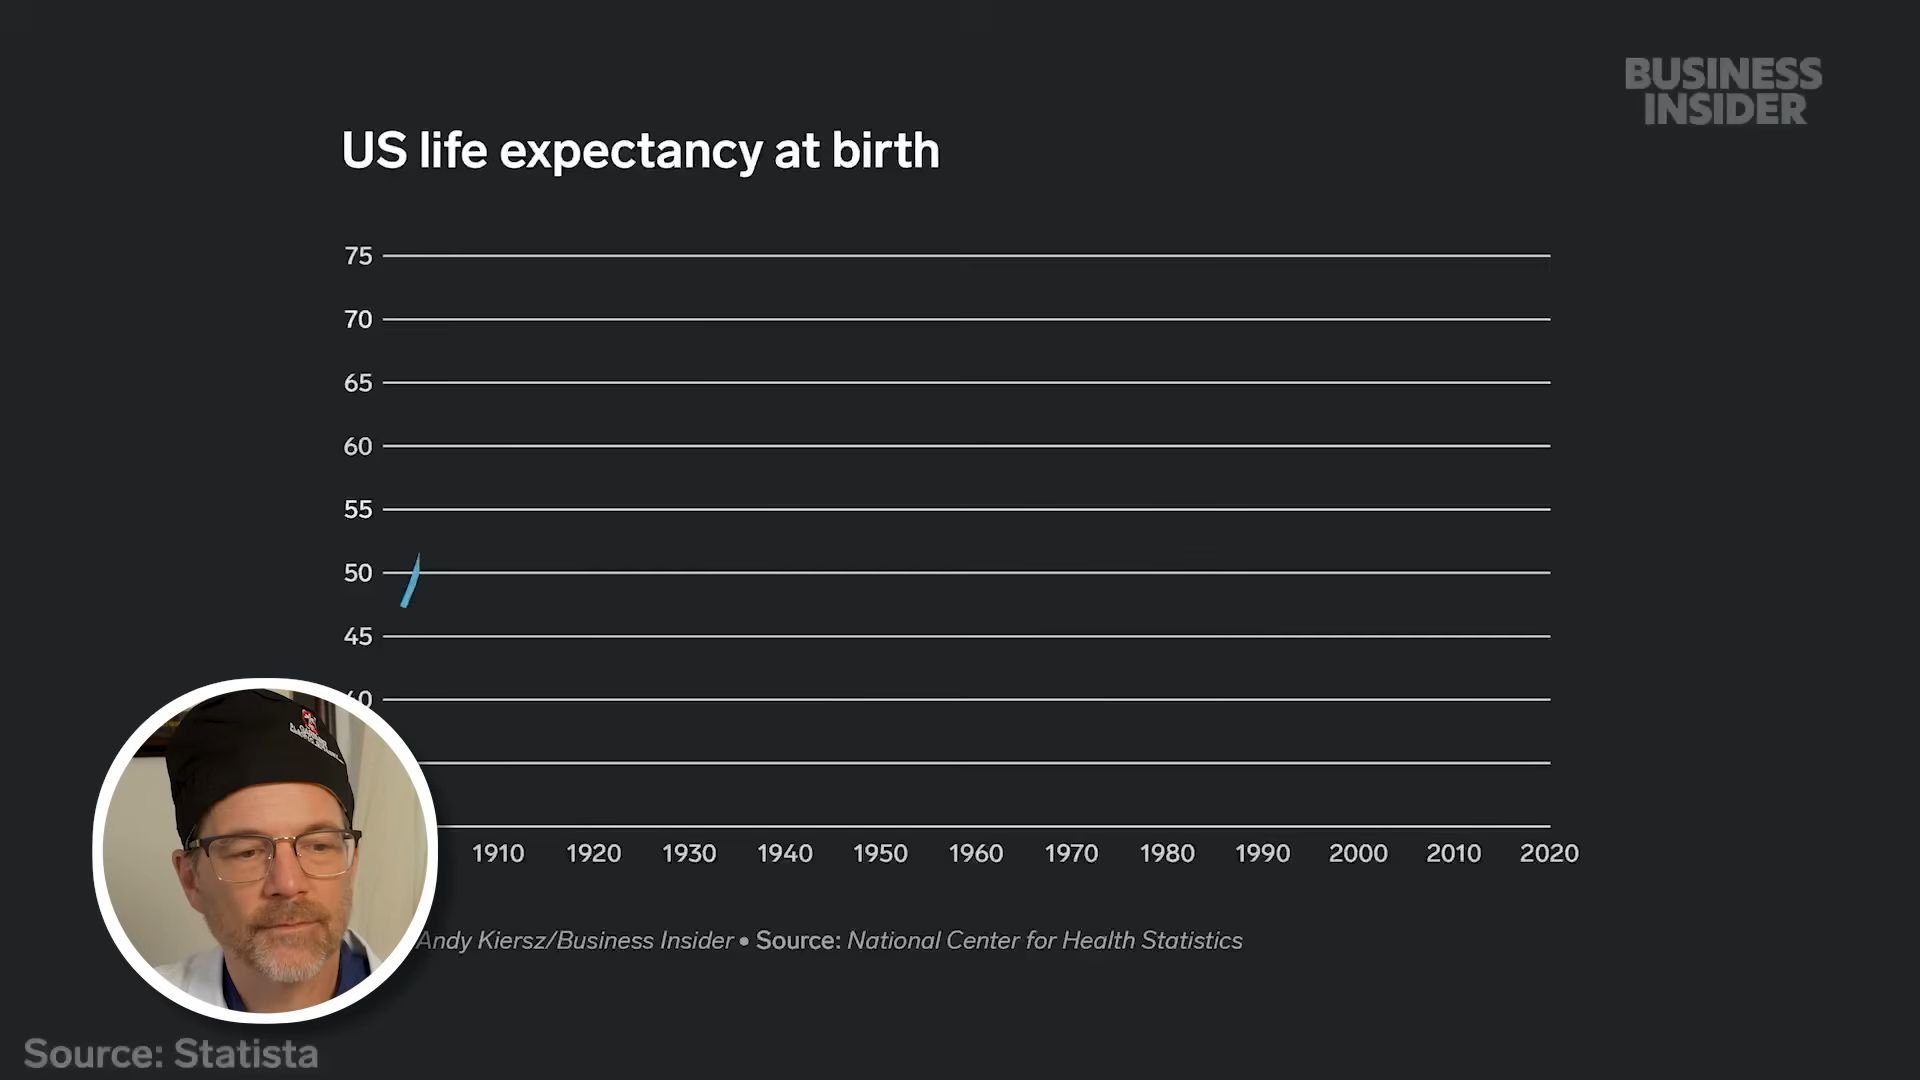 BUSINESS
INSIDER
US life expectancy at birth
75
70
65
60
55
50
45
1910 1920 1930 1940 1950 1960 1970 1980 1990 2000 2010 2020
Andy Kiersz/Business Insider • Source: National Center for Health Statistics
Source: Statista